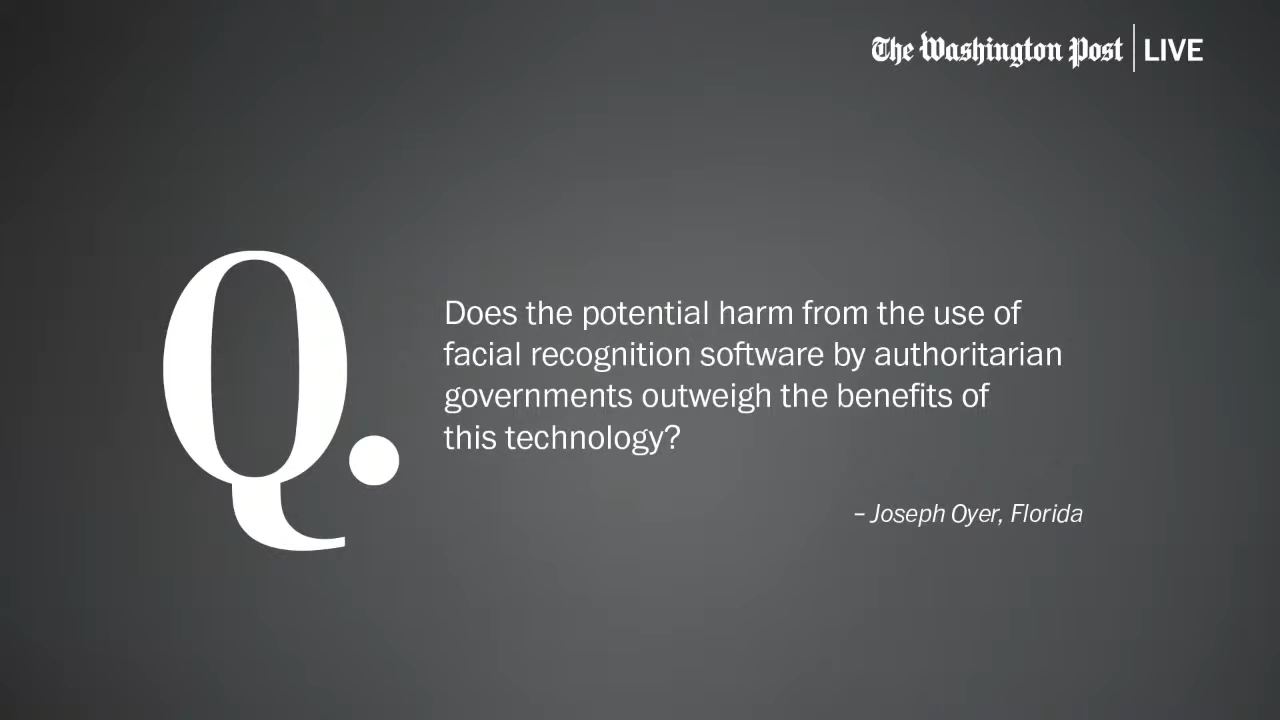 The Washington Post | LIVE
Q.
Does the potential harm from the use of
facial recognition software by authoritarian
governments outweigh the benefits of
this technology?
– Joseph Oyer, Florida